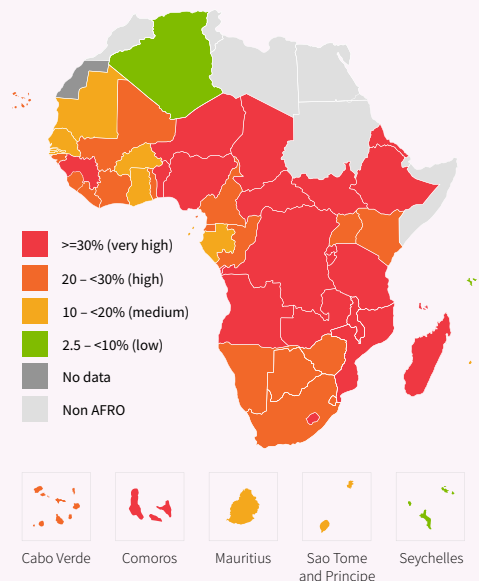 >=30% (very high)
20 – <30% (high)
10 – <20% (medium)
2.5 – <10% (low)
No data
Non AFRO
Cabo Verde
Comoros
Mauritius
Sao Tome
and Principe
Seychelles